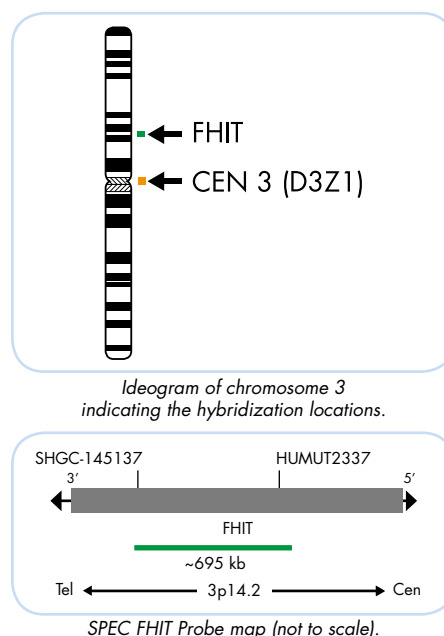 FHIT
CEN 3 (D3Z1)
Ideogram of chromosome 3
indicating the hybridization locations.
SHGC-145137 HUMUT2337
3’ 5’
FHIT
~695 kb
Tel 3p14.2 Cen
SPEC FHIT Probe map (not to scale).